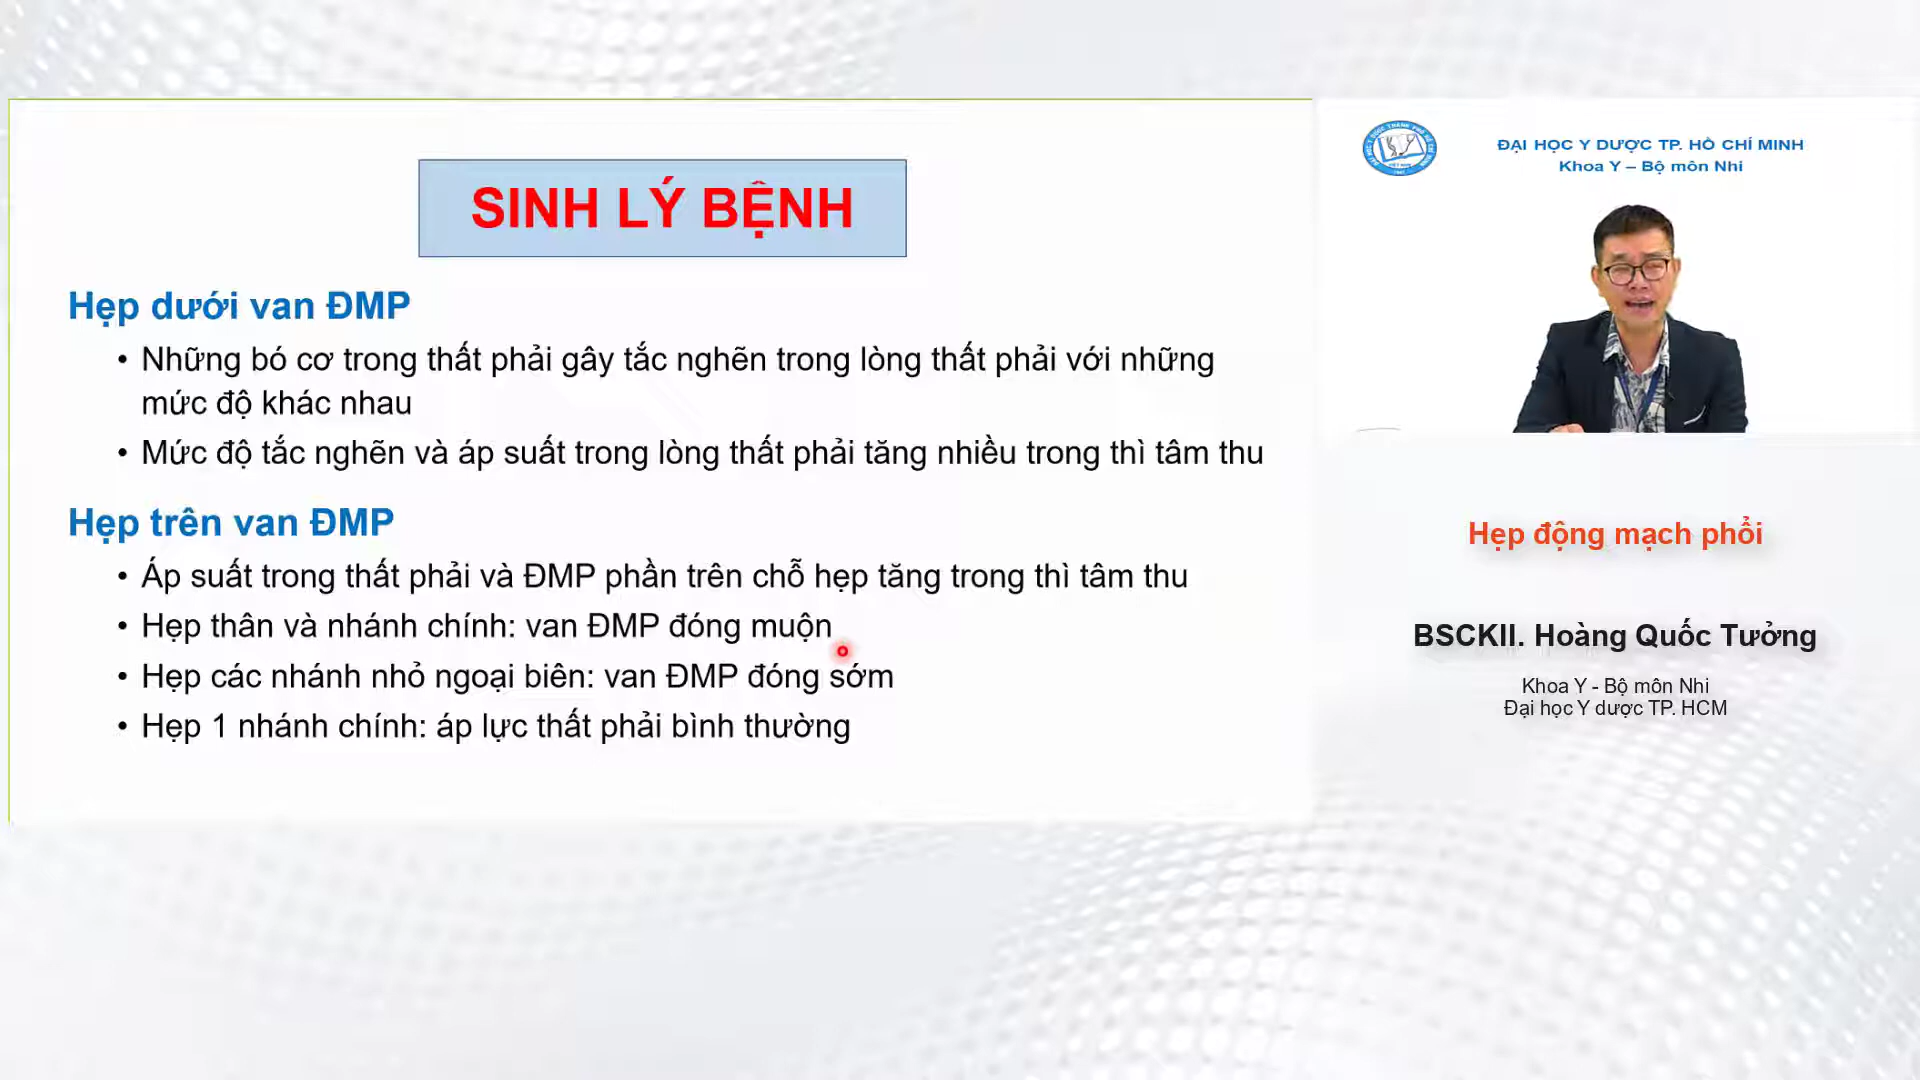 SINH LÝ BỆNH
Hẹp dưới van ĐMP
• Những bó cơ trong thất phải gây tắc nghẽn trong lòng thất phải với những
mức độ khác nhau
• Mức độ tắc nghẽn và áp suất trong lòng thất phải tăng nhiều trong thì tâm thu
Hẹp trên van ĐMP
• Áp suất trong thất phải và ĐMP phần trên chỗ hẹp tăng trong thì tâm thu
• Hẹp thân và nhánh chính: van ĐMP đóng muộn
• Hẹp các nhánh nhỏ ngoại biên: van ĐMP đóng sớm
• Hẹp 1 nhánh chính: áp lực thất phải bình thường
ĐẠI HỌC Y DƯỢC TP. HỒ CHÍ MINH
Khoa Y – Bộ môn Nhi
Hẹp động mạch phổi
BSCKII. Hoàng Quốc Tưởng
Khoa Y - Bộ môn Nhi
Đại học Y dược TP. HCM